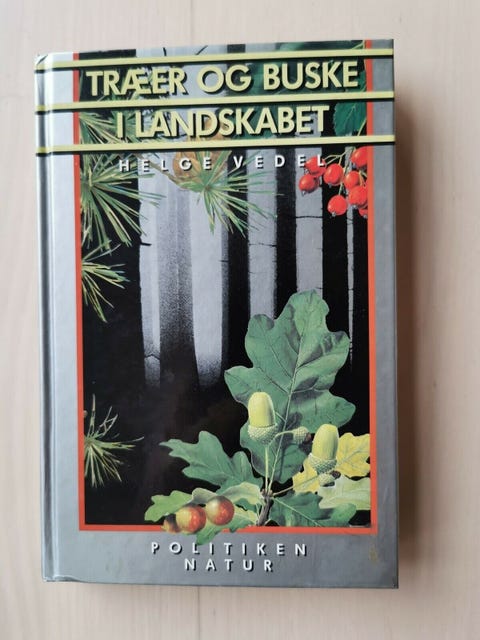 TRÆER OG BUSKE
I LANDSKABET
HELGE VEDEL
POLITIKEN
NATUR